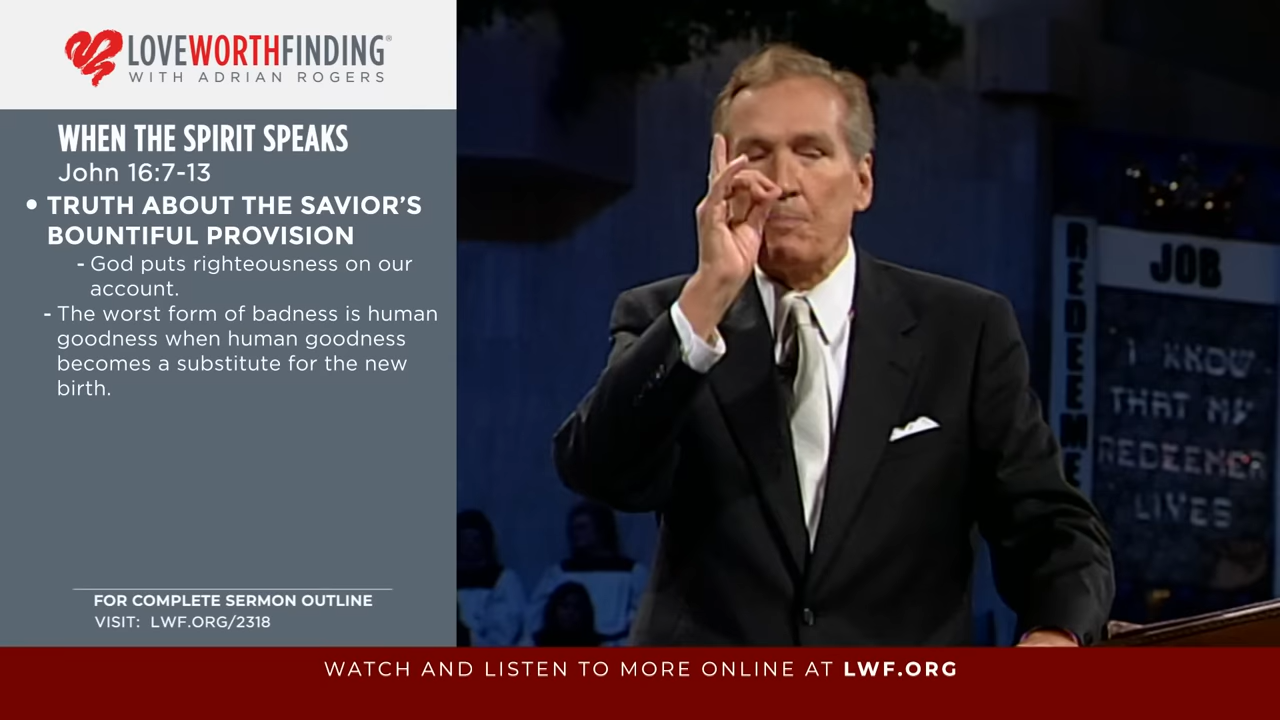 LOVEWORTHFINDING®
WITH ADRIAN ROGERS
WHEN THE SPIRIT SPEAKS
John 16:7-13
• TRUTH ABOUT THE SAVIOR’S
BOUNTIFUL PROVISION
- God puts righteousness on our
account.
- The worst form of badness is human
goodness when human goodness
becomes a substitute for the new
birth.
FOR COMPLETE SERMON OUTLINE
VISIT: LWF.ORG/2318
REDEEME
JOB
I KNOW
THAT MY
REDEEMER
LIVES
WATCH AND LISTEN TO MORE ONLINE AT LWF.ORG